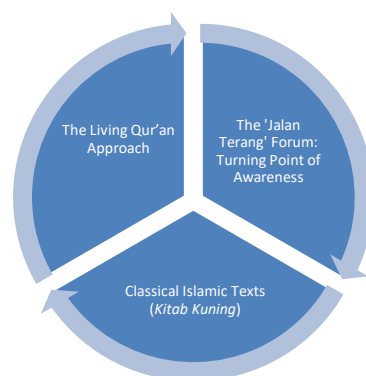 The Living Qur’an
Approach
The 'Jalan
Terang' Forum:
Turning Point of
Awareness
Classical Islamic Texts
(Kitab Kuning)